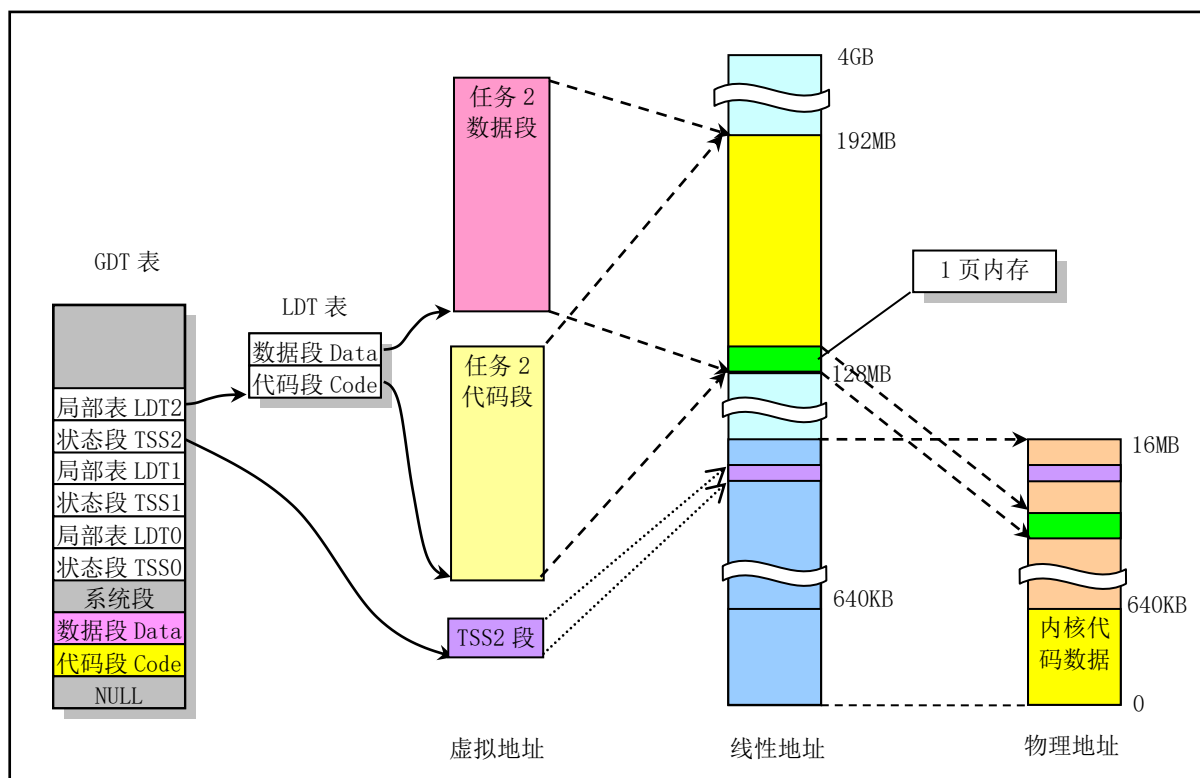 4GB
任务 2
数据段
192MB
GDT 表
1 页内存
LDT 表
数据段 Data
代码段 Code
任务 2
代码段
128MB
局部表 LDT2
状态段 TSS2
局部表 LDT1
状态段 TSS1
局部表 LDT0
状态段 TSS0
系统段
数据段 Data
代码段 Code
NULL
16MB
640KB
640KB
TSS2 段
内核代
码数据
0
虚拟地址
线性地址
物理地址